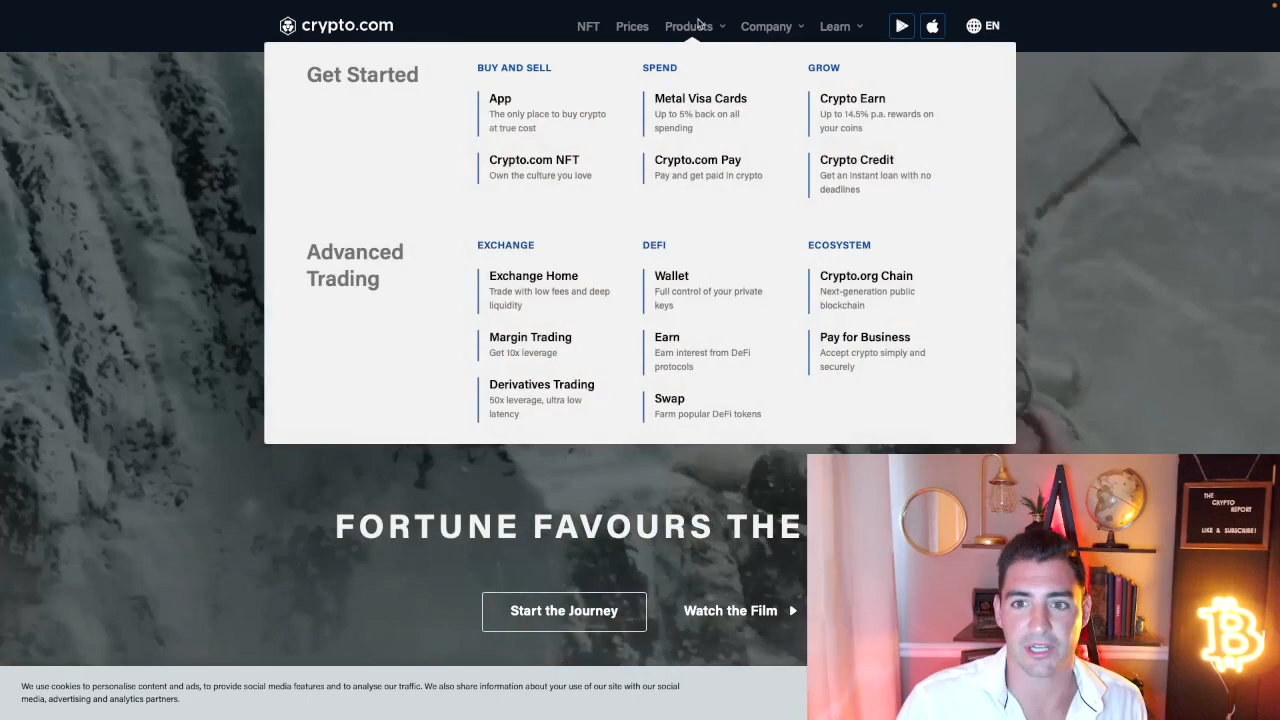 crypto.com
NFT Prices Products Company Learn EN
Get Started
BUY AND SELL
App
The only place to buy crypto
at true cost
Crypto.com NFT
Own the culture you love
SPEND
Metal Visa Cards
Up to 5% back on all
spending
Crypto.com Pay
Pay and get paid in crypto
GROW
Crypto Earn
Up to 14.5% p.a. rewards on
your coins
Crypto Credit
Get an instant loan with no
deadlines
Advanced
Trading
EXCHANGE
Exchange Home
Trade with low fees and deep
liquidity
Margin Trading
Get 10x leverage
Derivatives Trading
50x leverage, ultra low
latency
DEFI
Wallet
Full control of your private
keys
Earn
Earn interest from DeFi
protocols
Swap
Farm popular DeFi tokens
ECOSYSTEM
Crypto.org Chain
Next-generation public
blockchain
Pay for Business
Accept crypto simply and
securely
FORTUNE FAVOURS THE
Start the Journey
Watch the Film
THE
CRYPTO
REPORT
LIKE & SUBSCRIBE!
We use cookies to personalise content and ads, to provide social media features and to analyse our traffic. We also share information about your use of our site with our social
media, advertising and analytics partners.